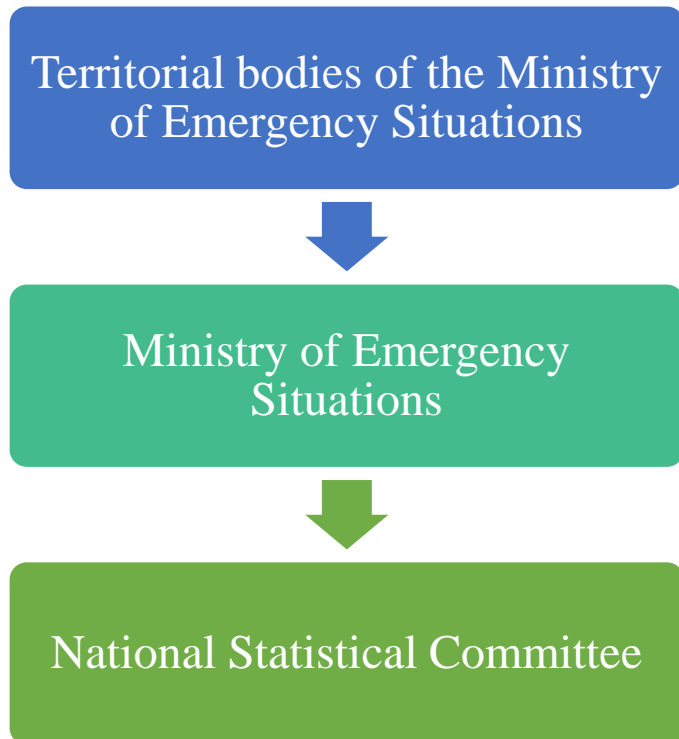 Territorial bodies of the Ministry
of Emergency Situations
Ministry of Emergency
Situations
National Statistical Committee